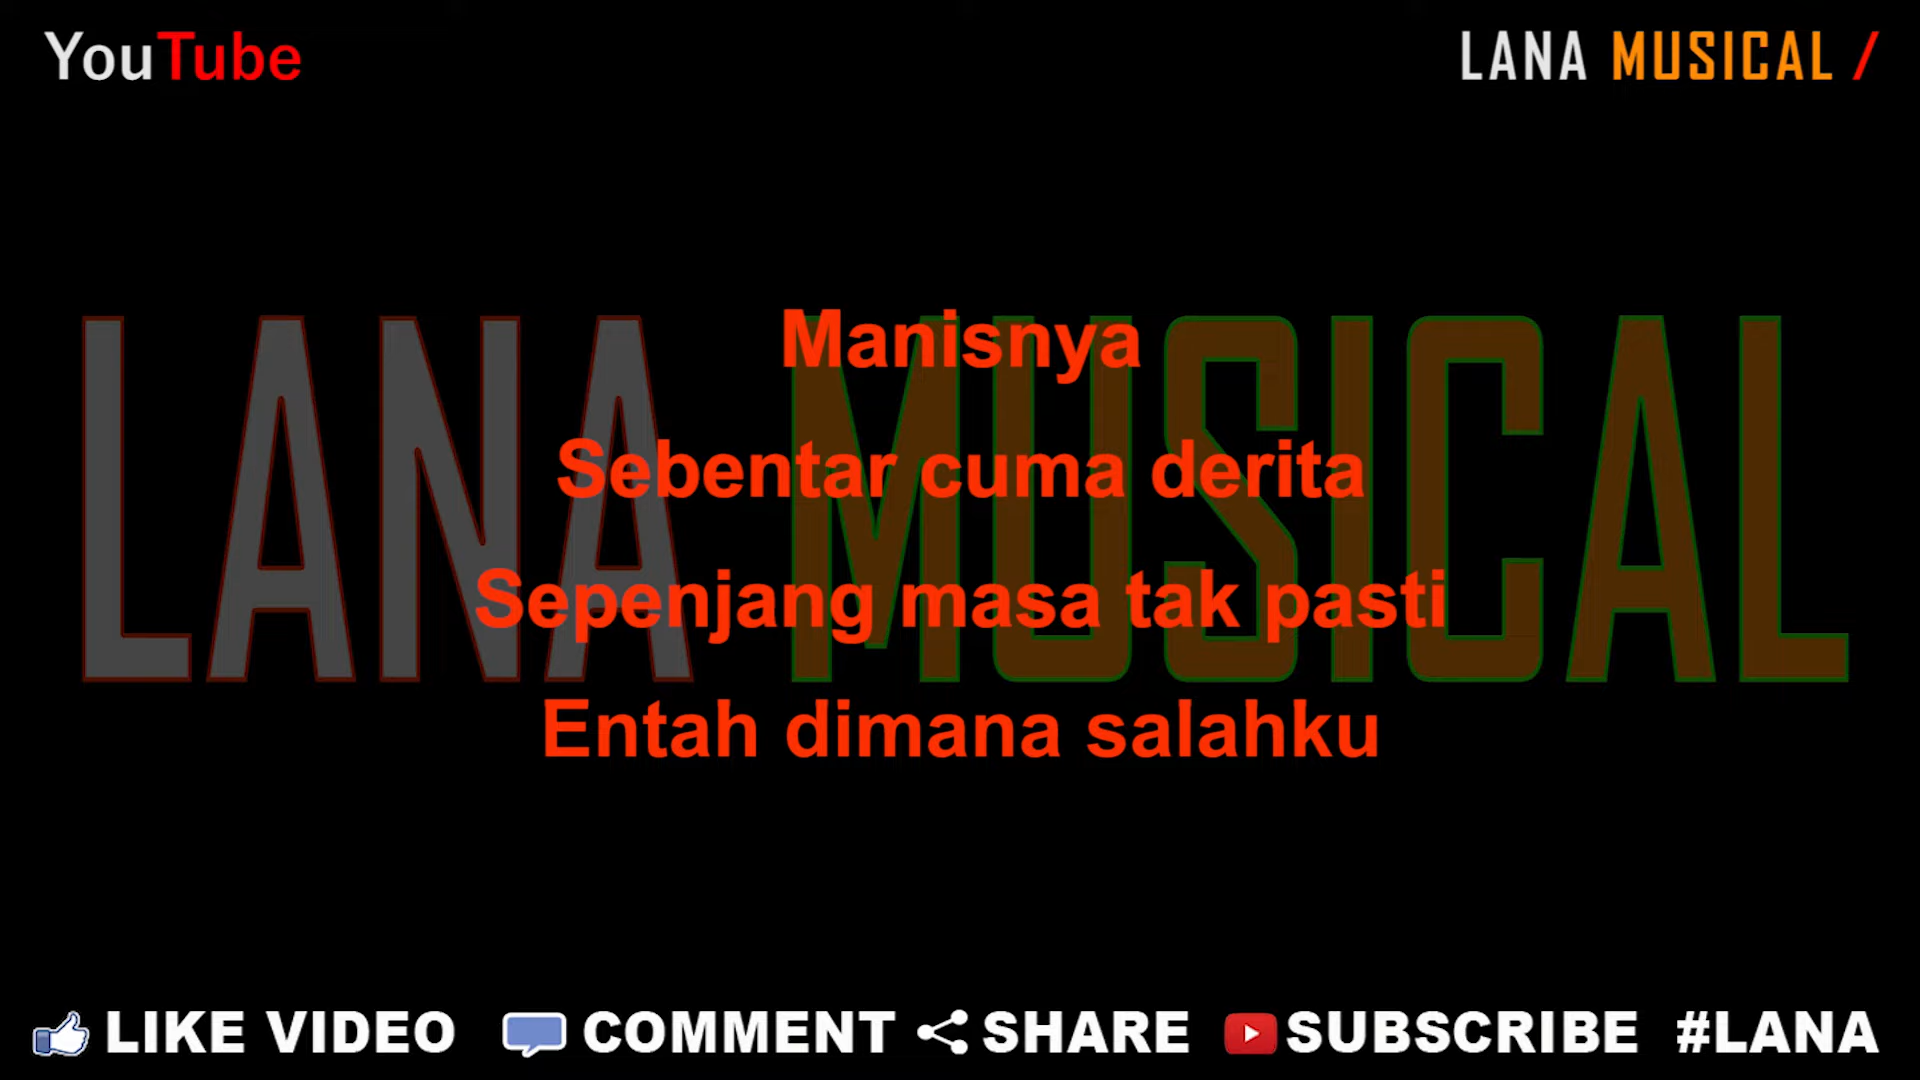 YouTube
LANA MUSICAL /
LANA MUSICAL
Manisnya
Sebentar cuma derita
Sepenjang masa tak pasti
Entah dimana salahku
LIKE VIDEO COMMENT SHARE SUBSCRIBE #LANA